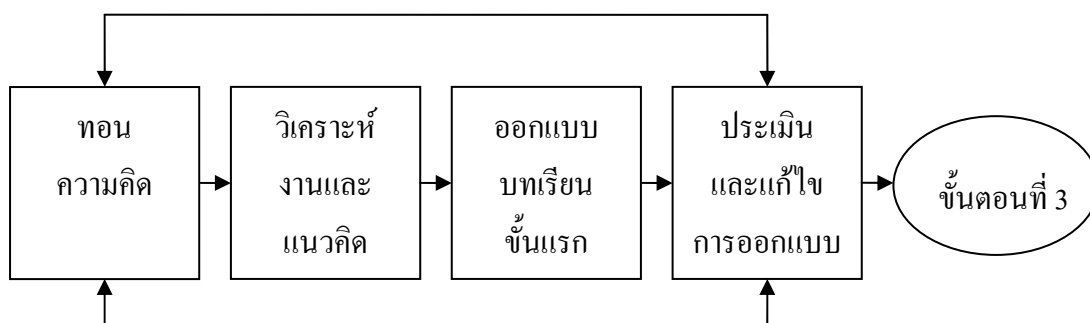 ทอน
ความคิด
วิเคราะห์
งานและ
แนวคิด
ออกแบบ
บทเรียน
ขั้นแรก
ประเมิน
และแก้ไข
การออกแบบ
ขั้นตอนที่ 3